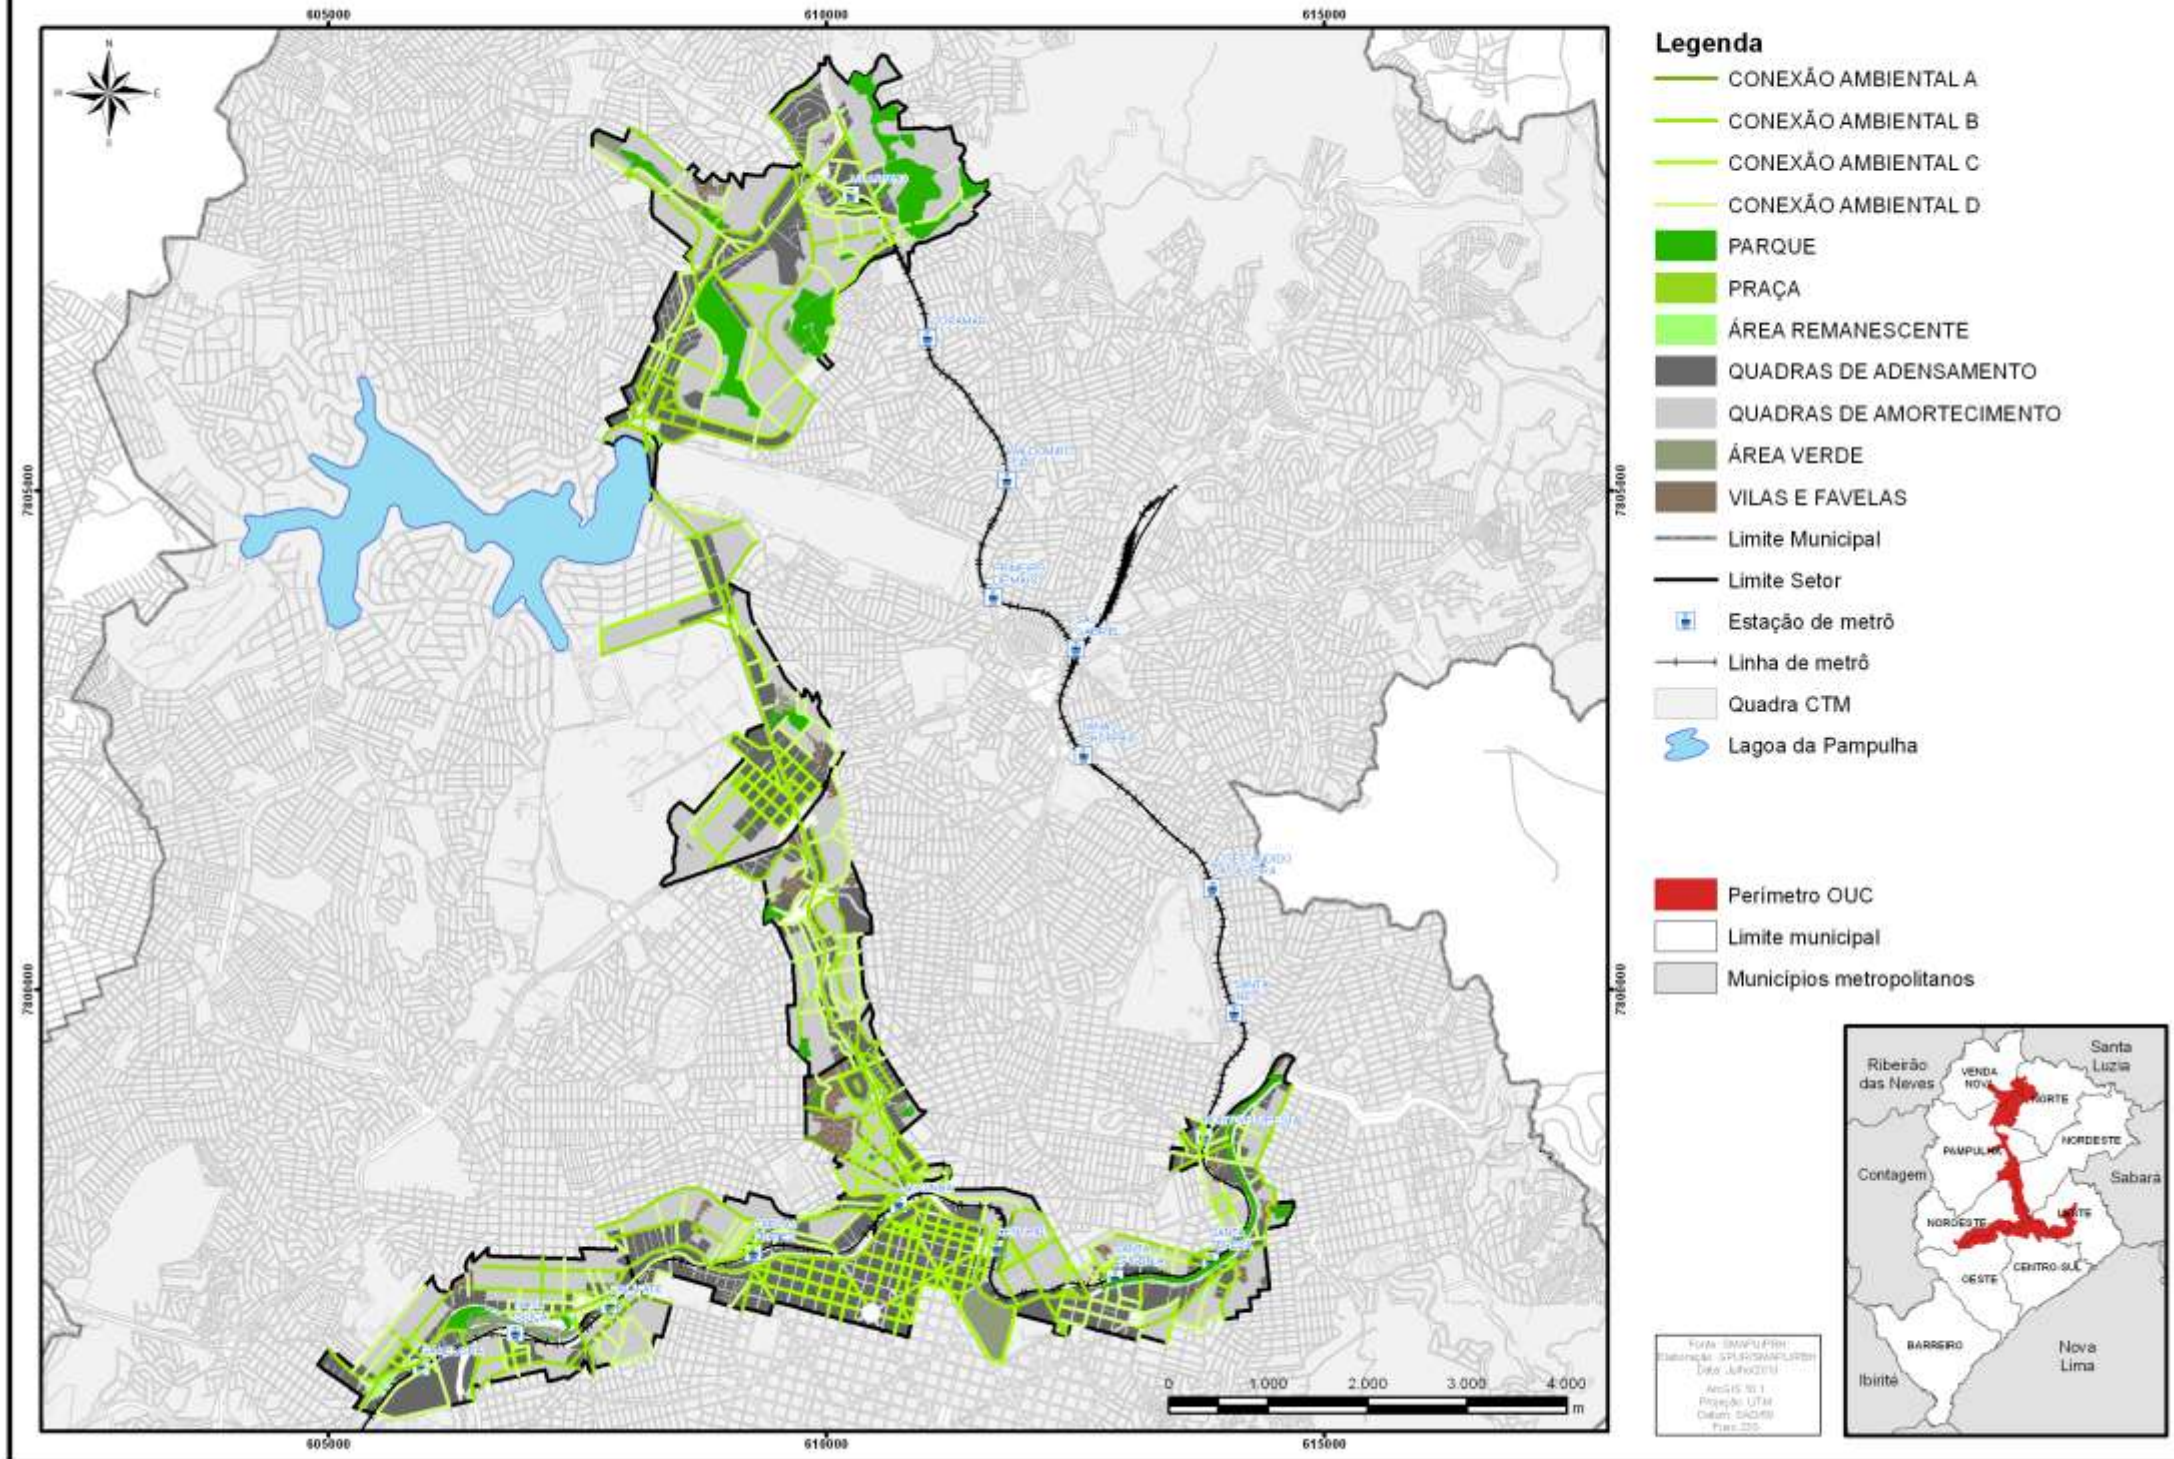 605000
610000
615000
N
E
7805000
7805000
7800000
7800000
605000
610000
615000
0
1.000
2.000
3.000
4.000
m
Legenda
CONEXÃO AMBIENTAL A
CONEXÃO AMBIENTAL B
CONEXÃO AMBIENTAL C
CONEXÃO AMBIENTAL D
PARQUE
PRAÇA
ÁREA REMANESCENTE
QUADRAS DE ADENSAMENTO
QUADRAS DE AMORTECIMENTO
ÁREA VERDE
VILAS E FAVELAS
Limite Municipal
Limite Setor
Estação de metrô
Linha de metrô
Quadra CTM
Lagoa da Pampulha
Perímetro OUC
Limite municipal
Municípios metropolitanos
Ribeirão
das Neves
Santa
Luzia
VENDA
NOVA
NORTE
NORDESTE
PAMPULHA
Contagem
Sabará
NOROESTE
LESTE
CENTRO-SUL
OESTE
BARREIRO
Nova
Lima
Ibirité